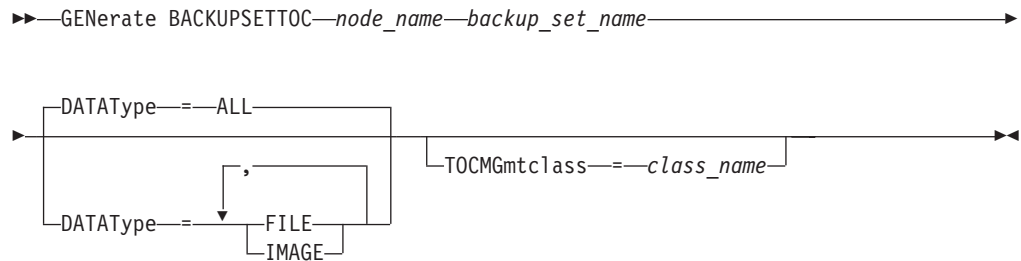 GENerate BACKUPSETTOC node_name backup_set_name
DATAType = ALL
TOCMGmtclass = class_name
,
DATAType = FILE
IMAGE